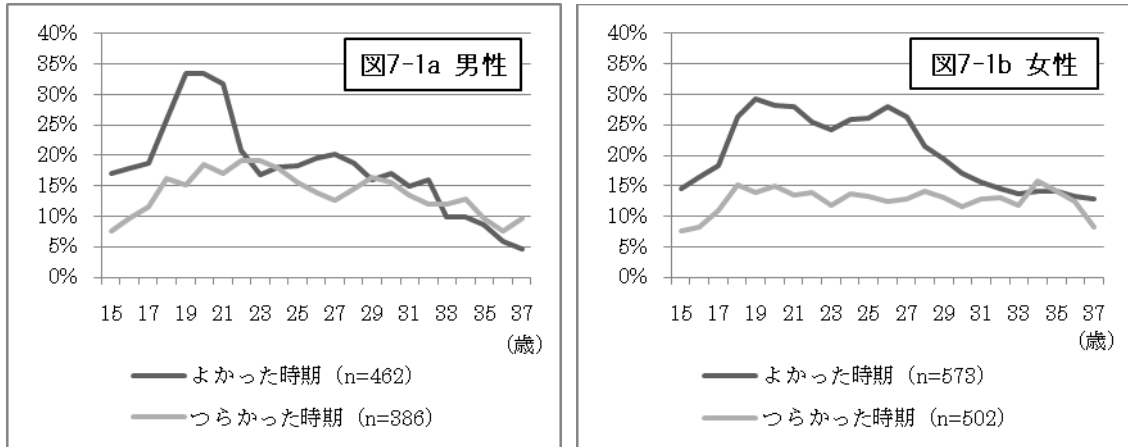 図7-1a 男性
40%
35%
30%
25%
20%
15%
10%
5%
0%
15 17 19 21 23 25 27 29 31 33 35 37
(歳)
よかった時期 (n=462)
つらかった時期 (n=386)
図7-1b 女性
40%
35%
30%
25%
20%
15%
10%
5%
0%
15 17 19 21 23 25 27 29 31 33 35 37
(歳)
よかった時期 (n=573)
つらかった時期 (n=502)